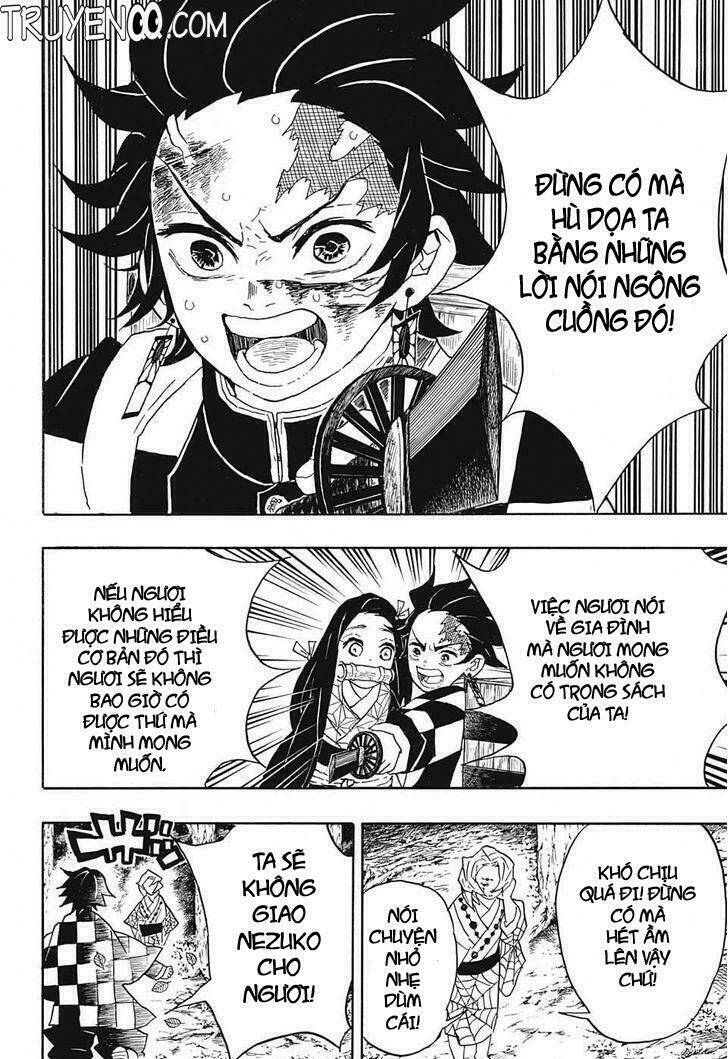 TRUYENQQ.COM
ĐỪNG CÓ MÀ
HÙ DỌA TA
BẰNG NHỮNG
LỜI NÓI NGÔNG
CUỒNG ĐÓ!
VIỆC NGƯƠI NÓI
VỀ GIA ĐÌNH
MÀ NGƯƠI MONG
MUỐN KHÔNG
CÓ TRONG SÁCH
CỦA TA!
NẾU NGƯƠI
KHÔNG HIỂU
ĐƯỢC NHỮNG ĐIỀU
CƠ BẢN ĐÓ THÌ
NGƯƠI SẼ KHÔNG
BAO GIỜ CÓ
ĐƯỢC THỨ MÀ
MÌNH MONG
MUỐN.
KHÓ CHỊU
QUÁ ĐI! ĐỪNG
CÓ MÀ
HÉT ẦM
LÊN VẬY
CHỨ!
NÓI
CHUYỆN
NHỎ
NHẸ
DÙM
CÁI!
TA SẼ
KHÔNG
GIAO
NEZUKO
CHO
NGƯƠI!